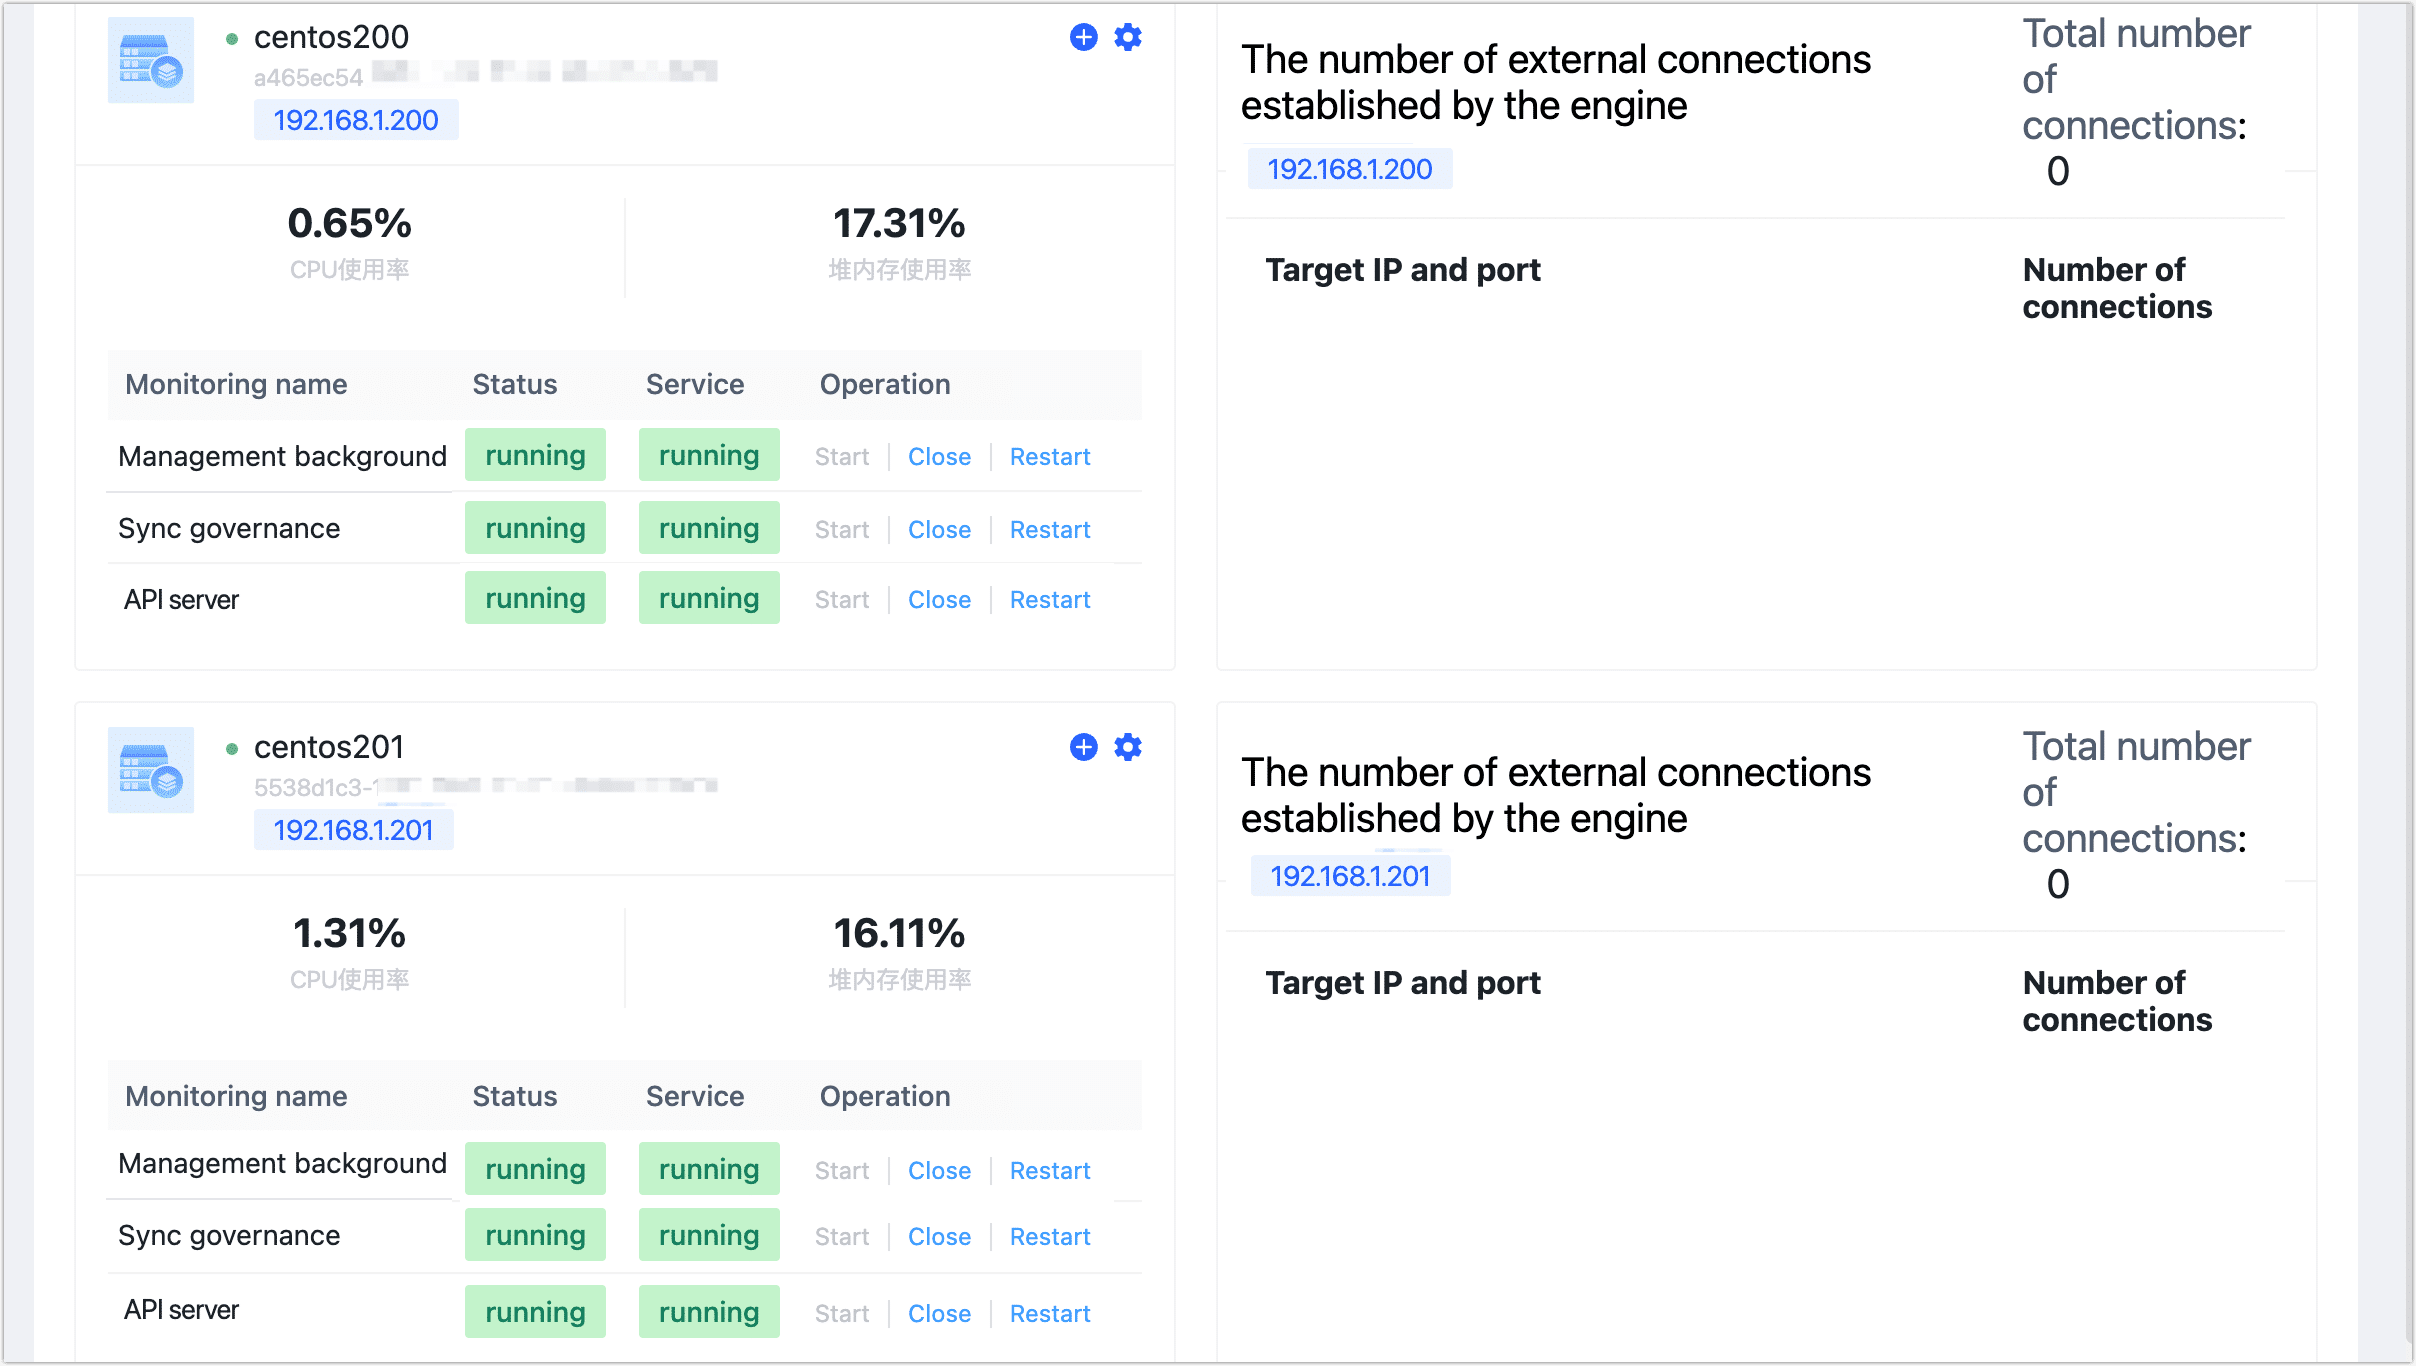 centos200
a465ec54
192.168.1.200
0.65%
CPU使用率
17.31%
堆内存使用率
Monitoring name Status Service Operation
Management background running running Start Close Restart
Sync governance running running Start Close Restart
API server running running Start Close Restart
The number of external connections
established by the engine
192.168.1.200
Total number
of
connections:
0
Target IP and port
Number of
connections
centos201
5538d1c3-
192.168.1.201
1.31%
CPU使用率
16.11%
堆内存使用率
Monitoring name Status Service Operation
Management background running running Start Close Restart
Sync governance running running Start Close Restart
API server running running Start Close Restart
The number of external connections
established by the engine
192.168.1.201
Total number
of
connections:
0
Target IP and port
Number of
connections